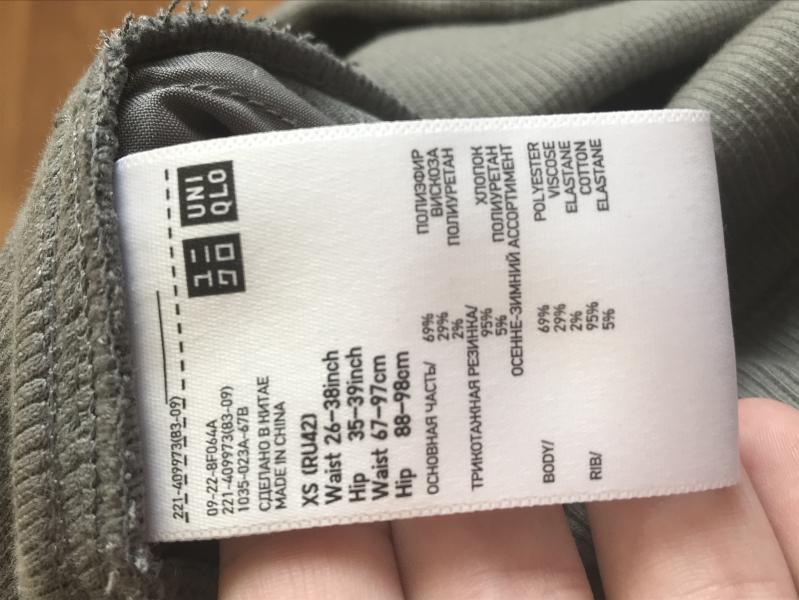 UNI
QLO
ユニ
クロ
221-409973(83-09)
09-22-8F064A
221-409973(83-09)
1035-023A-67B
СДЕЛАНО В КИТАЕ
MADE IN CHINA
XS (RU42)
Waist 26–38inch
Hip 35–39inch
Waist 67–97cm
Hip 88–98cm
ОСНОВНАЯ ЧАСТЬ/ 69% ПОЛИЭФИР
29% ВИСКОЗА
2% ПОЛИУРЕТАН
ТРИКОТАЖНАЯ РЕЗИНКА/
95% ХЛОПОК
5% ПОЛИУРЕТАН
ОСЕННЕ-ЗИМНИЙ АССОРТИМЕНТ
BODY/ 69% POLYESTER
29% VISCOSE
2% ELASTANE
RIB/ 95% COTTON
5% ELASTANE